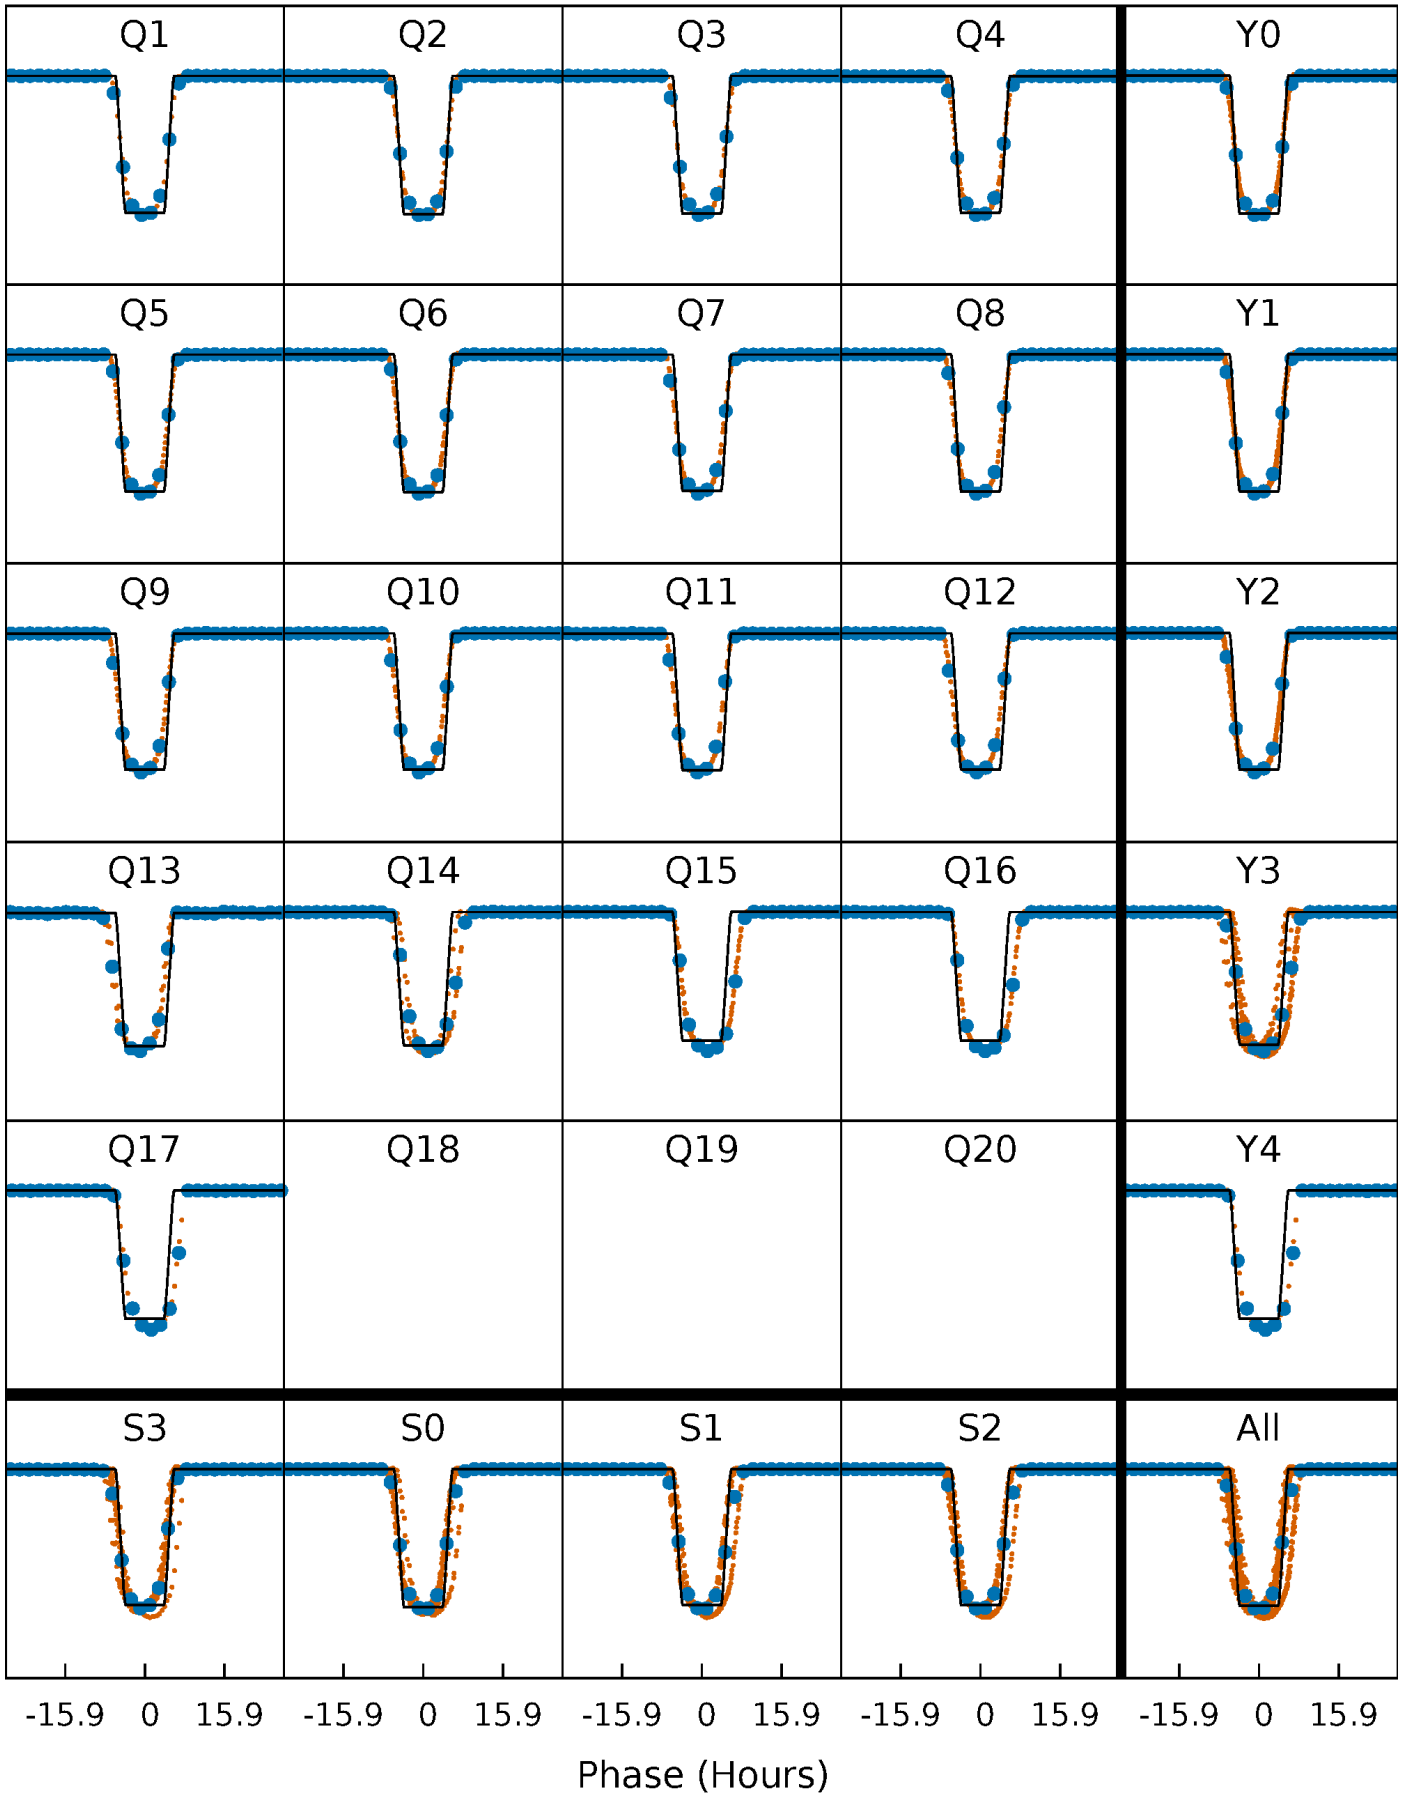 Q1 Q2 Q3 Q4 Y0
Q5 Q6 Q7 Q8 Y1
Q9 Q10 Q11 Q12 Y2
Q13 Q14 Q15 Q16 Y3
Q17 Q18 Q19 Q20 Y4
S3 S0 S1 S2 All
-15.9 0 15.9 -15.9 0 15.9 -15.9 0 15.9 -15.9 0 15.9 -15.9 0 15.9
Phase (Hours)